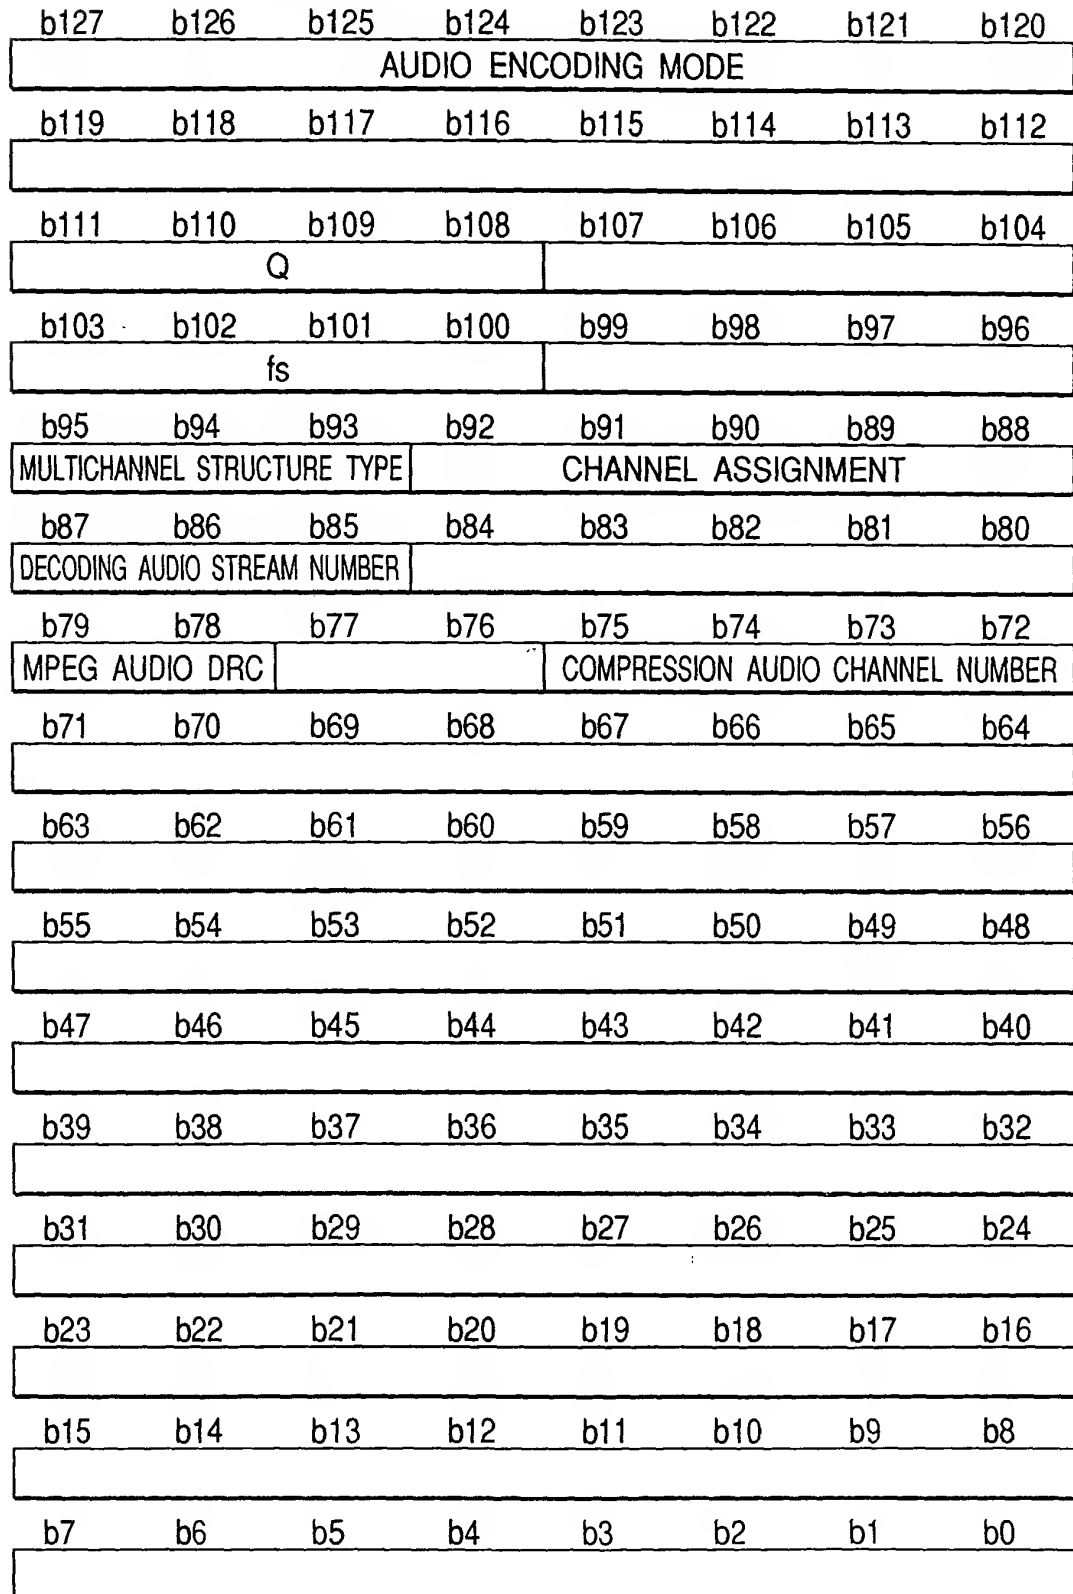 b127 b126 b125 b124 b123 b122 b121 b120
AUDIO ENCODING MODE
b119 b118 b117 b116 b115 b114 b113 b112
b111 b110 b109 b108 b107 b106 b105 b104
Q
b103 b102 b101 b100 b99 b98 b97 b96
fs
b95 b94 b93 b92 b91 b90 b89 b88
MULTICHANNEL STRUCTURE TYPE CHANNEL ASSIGNMENT
b87 b86 b85 b84 b83 b82 b81 b80
DECODING AUDIO STREAM NUMBER
b79 b78 b77 b76 b75 b74 b73 b72
MPEG AUDIO DRC COMPRESSION AUDIO CHANNEL NUMBER
b71 b70 b69 b68 b67 b66 b65 b64
b63 b62 b61 b60 b59 b58 b57 b56
b55 b54 b53 b52 b51 b50 b49 b48
b47 b46 b45 b44 b43 b42 b41 b40
b39 b38 b37 b36 b35 b34 b33 b32
b31 b30 b29 b28 b27 b26 b25 b24
b23 b22 b21 b20 b19 b18 b17 b16
b15 b14 b13 b12 b11 b10 b9 b8
b7 b6 b5 b4 b3 b2 b1 b0